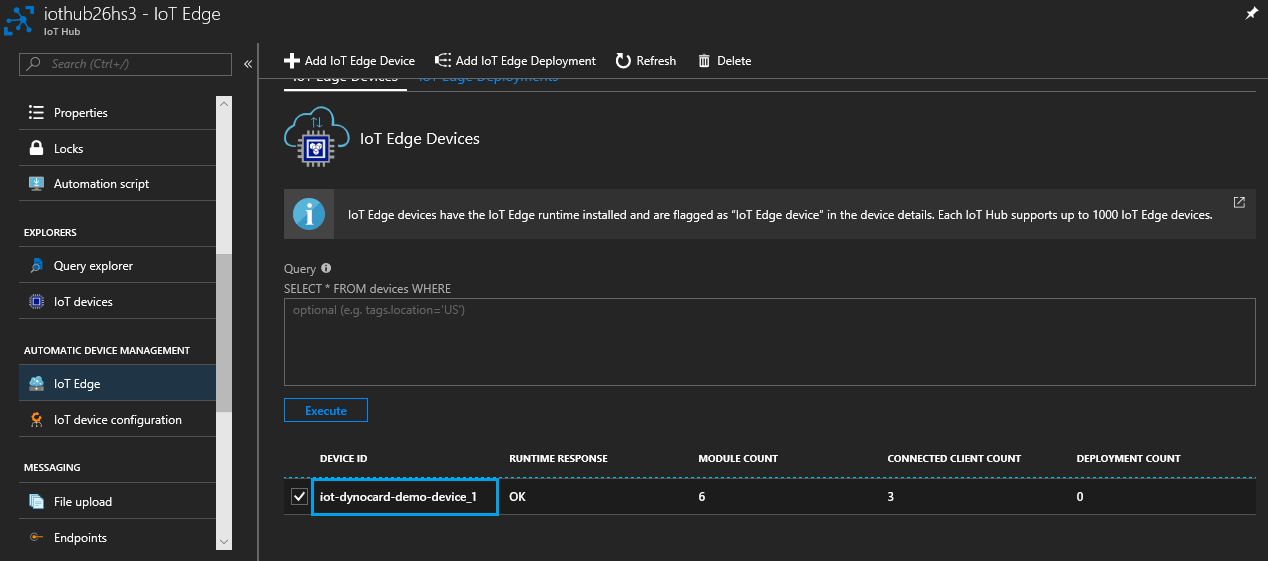 iothub26hs3 - IoT Edge
IoT Hub
Search (Ctrl+/)
Properties
Locks
Automation script
EXPLORERS
Query explorer
IoT devices
AUTOMATIC DEVICE MANAGEMENT
IoT Edge
IoT device configuration
MESSAGING
File upload
Endpoints
Add IoT Edge Device Add IoT Edge Deployment Refresh Delete
IoT Edge Devices IoT Edge Deployments
IoT Edge Devices
IoT Edge devices have the IoT Edge runtime installed and are flagged as "IoT Edge device" in the device details. Each IoT Hub supports up to 1000 IoT Edge devices.
Query
SELECT * FROM devices WHERE
optional (e.g. tags.location='US')
Execute
DEVICE ID RUNTIME RESPONSE MODULE COUNT CONNECTED CLIENT COUNT DEPLOYMENT COUNT
iot-dynocard-demo-device_1 OK 6 3 0